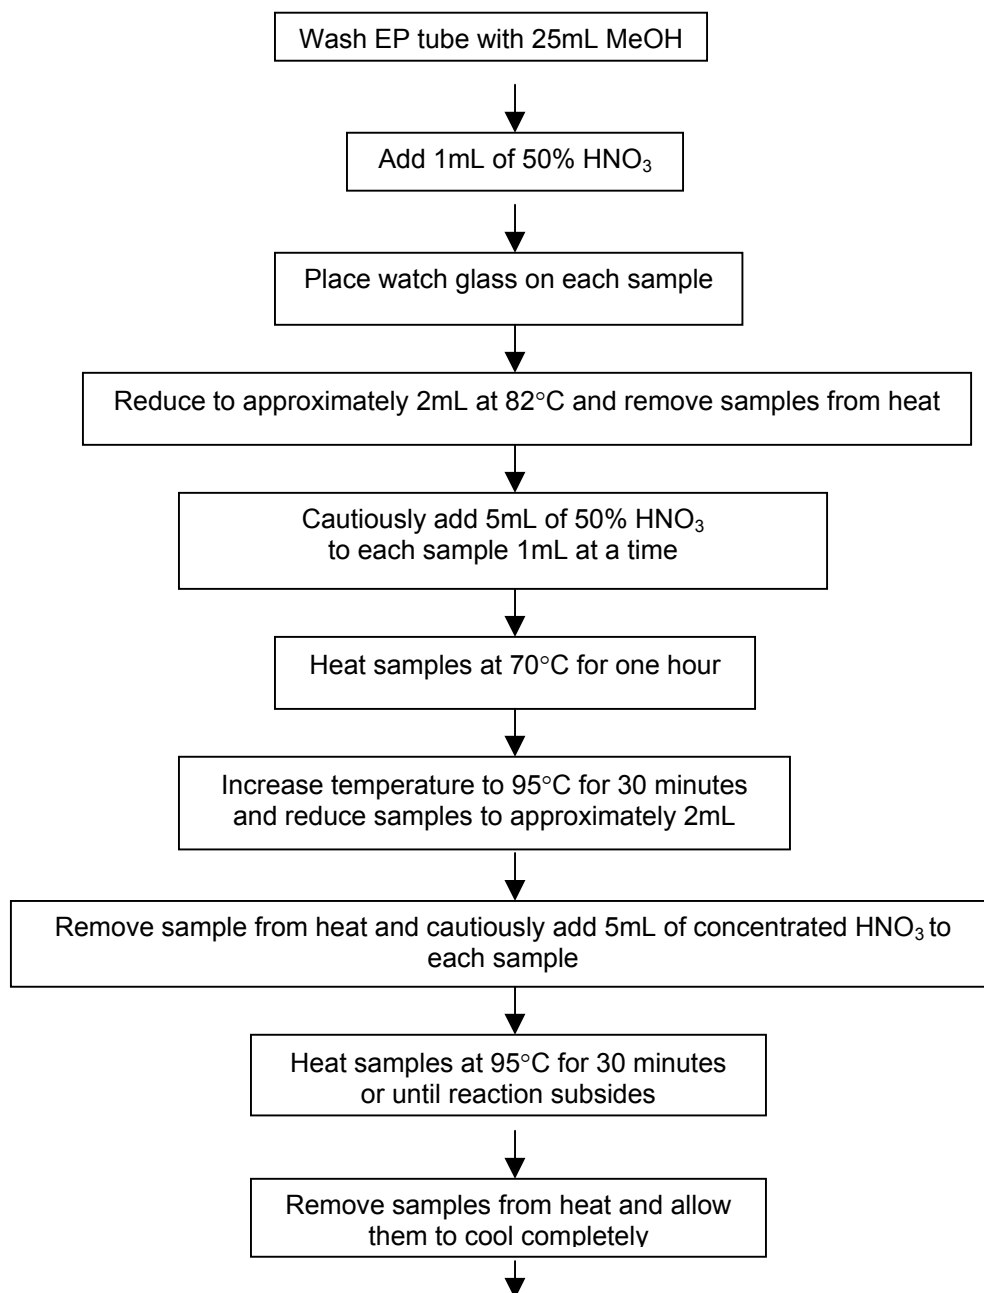 Wash EP tube with 25mL MeOH
Add 1mL of 50% HNO₃
Place watch glass on each sample
Reduce to approximately 2mL at 82°C and remove samples from heat
Cautiously add 5mL of 50% HNO₃
to each sample 1mL at a time
Heat samples at 70°C for one hour
Increase temperature to 95°C for 30 minutes
and reduce samples to approximately 2mL
Remove sample from heat and cautiously add 5mL of concentrated HNO₃ to
each sample
Heat samples at 95°C for 30 minutes
or until reaction subsides
Remove samples from heat and allow
them to cool completely